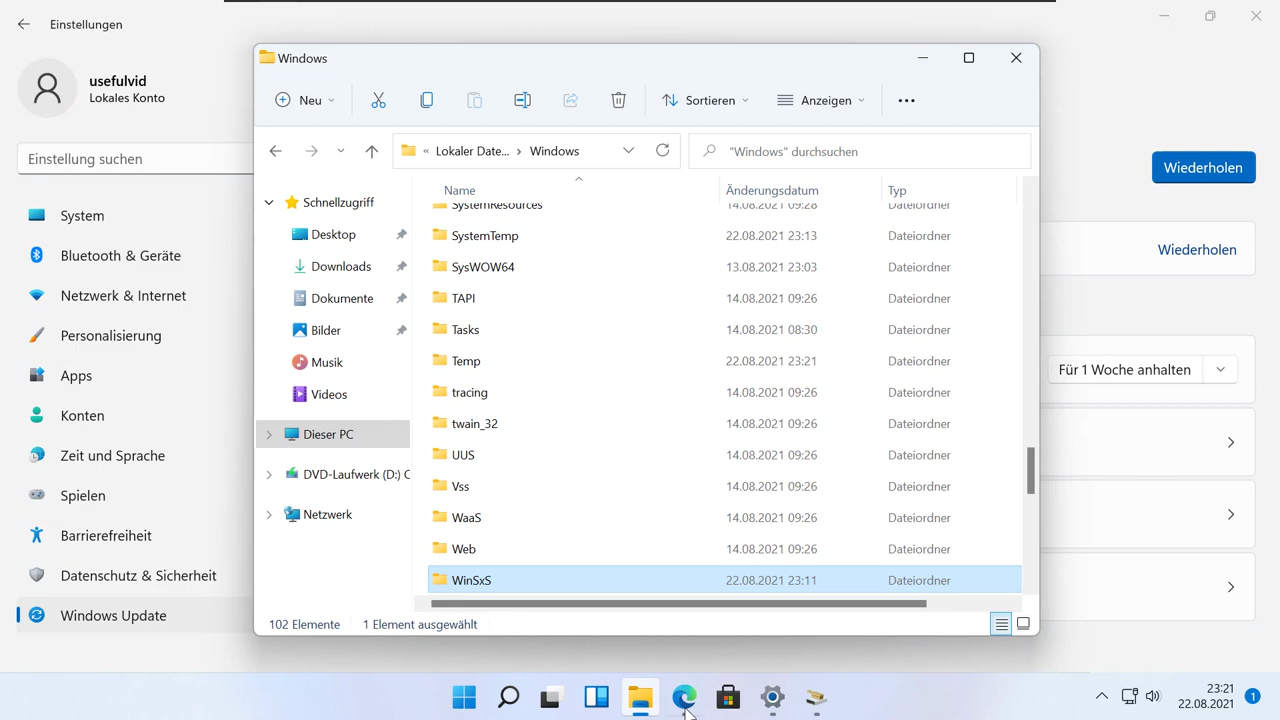 Einstellungen
usefulvid
Lokales Konto
Einstellung suchen
System
Bluetooth & Geräte
Netzwerk & Internet
Personalisierung
Apps
Konten
Zeit und Sprache
Spielen
Barrierefreiheit
Datenschutz & Sicherheit
Windows Update
Wiederholen
Wiederholen
Für 1 Woche anhalten
Windows
Neu
Sortieren
Anzeigen
« Lokaler Date... > Windows
"Windows" durchsuchen
Schnellzugriff
Desktop
Downloads
Dokumente
Bilder
Musik
Videos
Dieser PC
DVD-Laufwerk (D:) C
Netzwerk
Name Änderungsdatum Typ
SystemResources 14.08.2021 09:28 Dateiordner
SystemTemp 22.08.2021 23:13 Dateiordner
SysWOW64 13.08.2021 23:03 Dateiordner
TAPI 14.08.2021 09:26 Dateiordner
Tasks 14.08.2021 08:30 Dateiordner
Temp 22.08.2021 23:21 Dateiordner
tracing 14.08.2021 09:26 Dateiordner
twain_32 14.08.2021 09:26 Dateiordner
UUS 14.08.2021 09:26 Dateiordner
Vss 14.08.2021 09:26 Dateiordner
WaaS 14.08.2021 09:26 Dateiordner
Web 14.08.2021 09:26 Dateiordner
WinSxS 22.08.2021 23:11 Dateiordner
102 Elemente 1 Element ausgewählt
23:21
22.08.2021
1